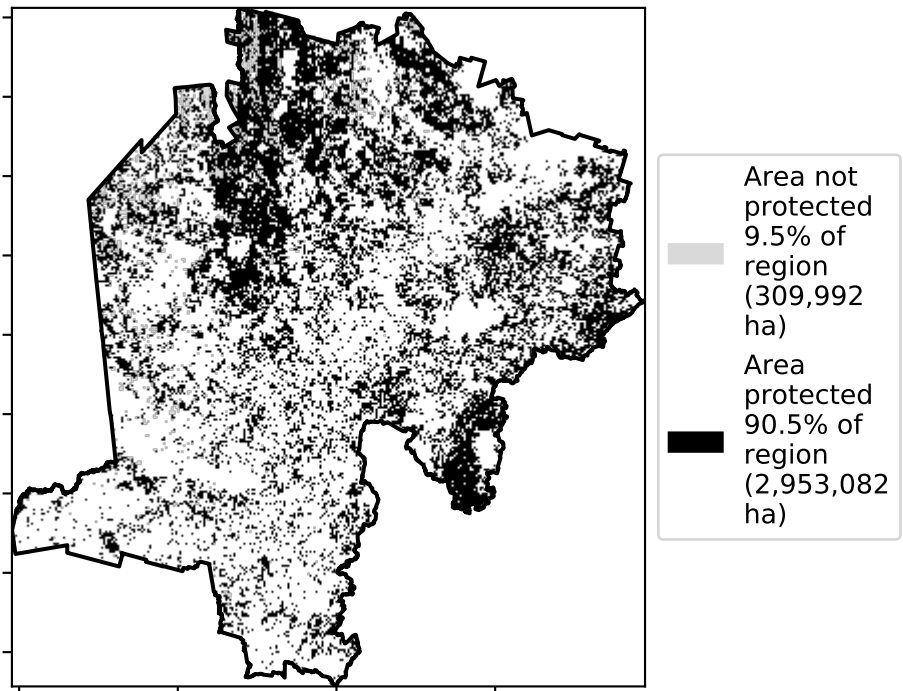 Area not
protected
9.5% of
region
(309,992
ha)
Area
protected
90.5% of
region
(2,953,082
ha)